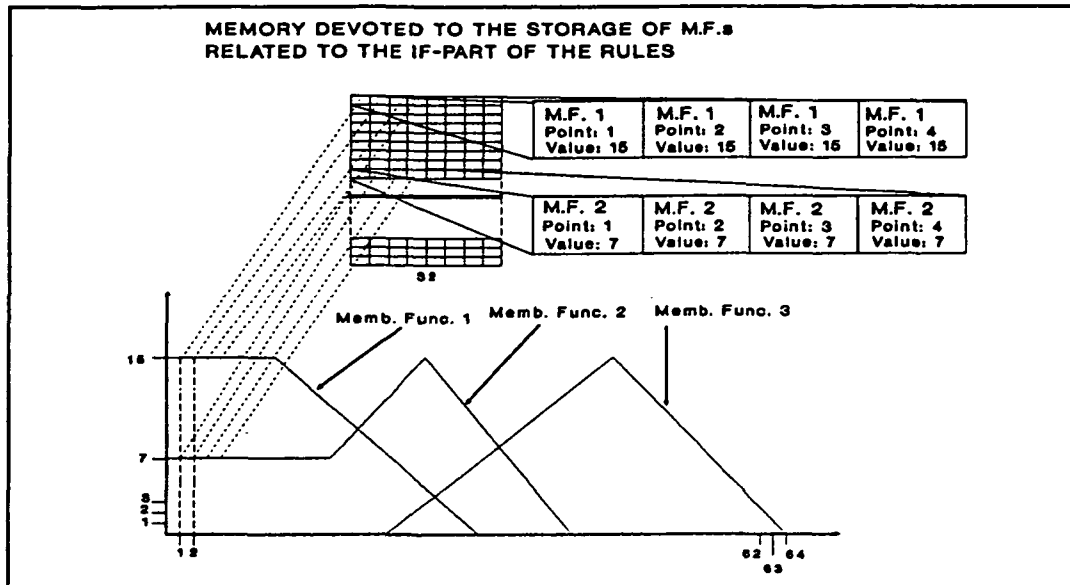 MEMORY DEVOTED TO THE STORAGE OF M.F.s
RELATED TO THE IF-PART OF THE RULES
M.F. 1 M.F. 1 M.F. 1 M.F. 1
Point: 1 Point: 2 Point: 3 Point: 4
Value: 15 Value: 15 Value: 15 Value: 15
M.F. 2 M.F. 2 M.F. 2 M.F. 2
Point: 1 Point: 2 Point: 3 Point: 4
Value: 7 Value: 7 Value: 7 Value: 7
32
Memb. Func. 1 Memb. Func. 2 Memb. Func. 3
15
7
3
2
1
1 2 62 64
63